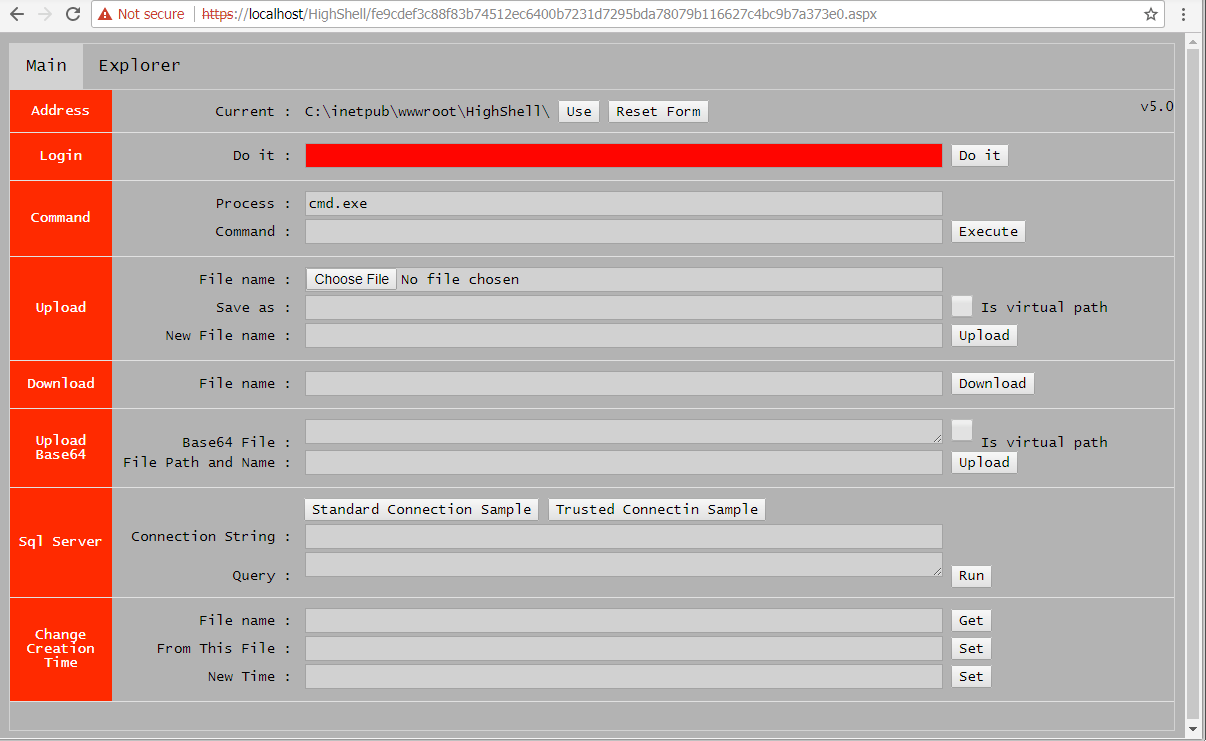 Not secure https://localhost/HighShell/fe9cdef3c88f83b74512ec6400b7231d7295bda78079b116627c4bc9b7a373e0.aspx
Main Explorer
Address Current : C:\inetpub\wwwroot\HighShell\ Use Reset Form v5.0
Login Do it : Do it
Command Process : cmd.exe
Command : Execute
Upload File name : Choose File No file chosen
Save as : Is virtual path
New File name : Upload
Download File name : Download
Upload Base64 Base64 File : Is virtual path
File Path and Name : Upload
Sql Server Standard Connection Sample Trusted Connectin Sample
Connection String :
Query : Run
Change Creation Time File name : Get
From This File : Set
New Time : Set